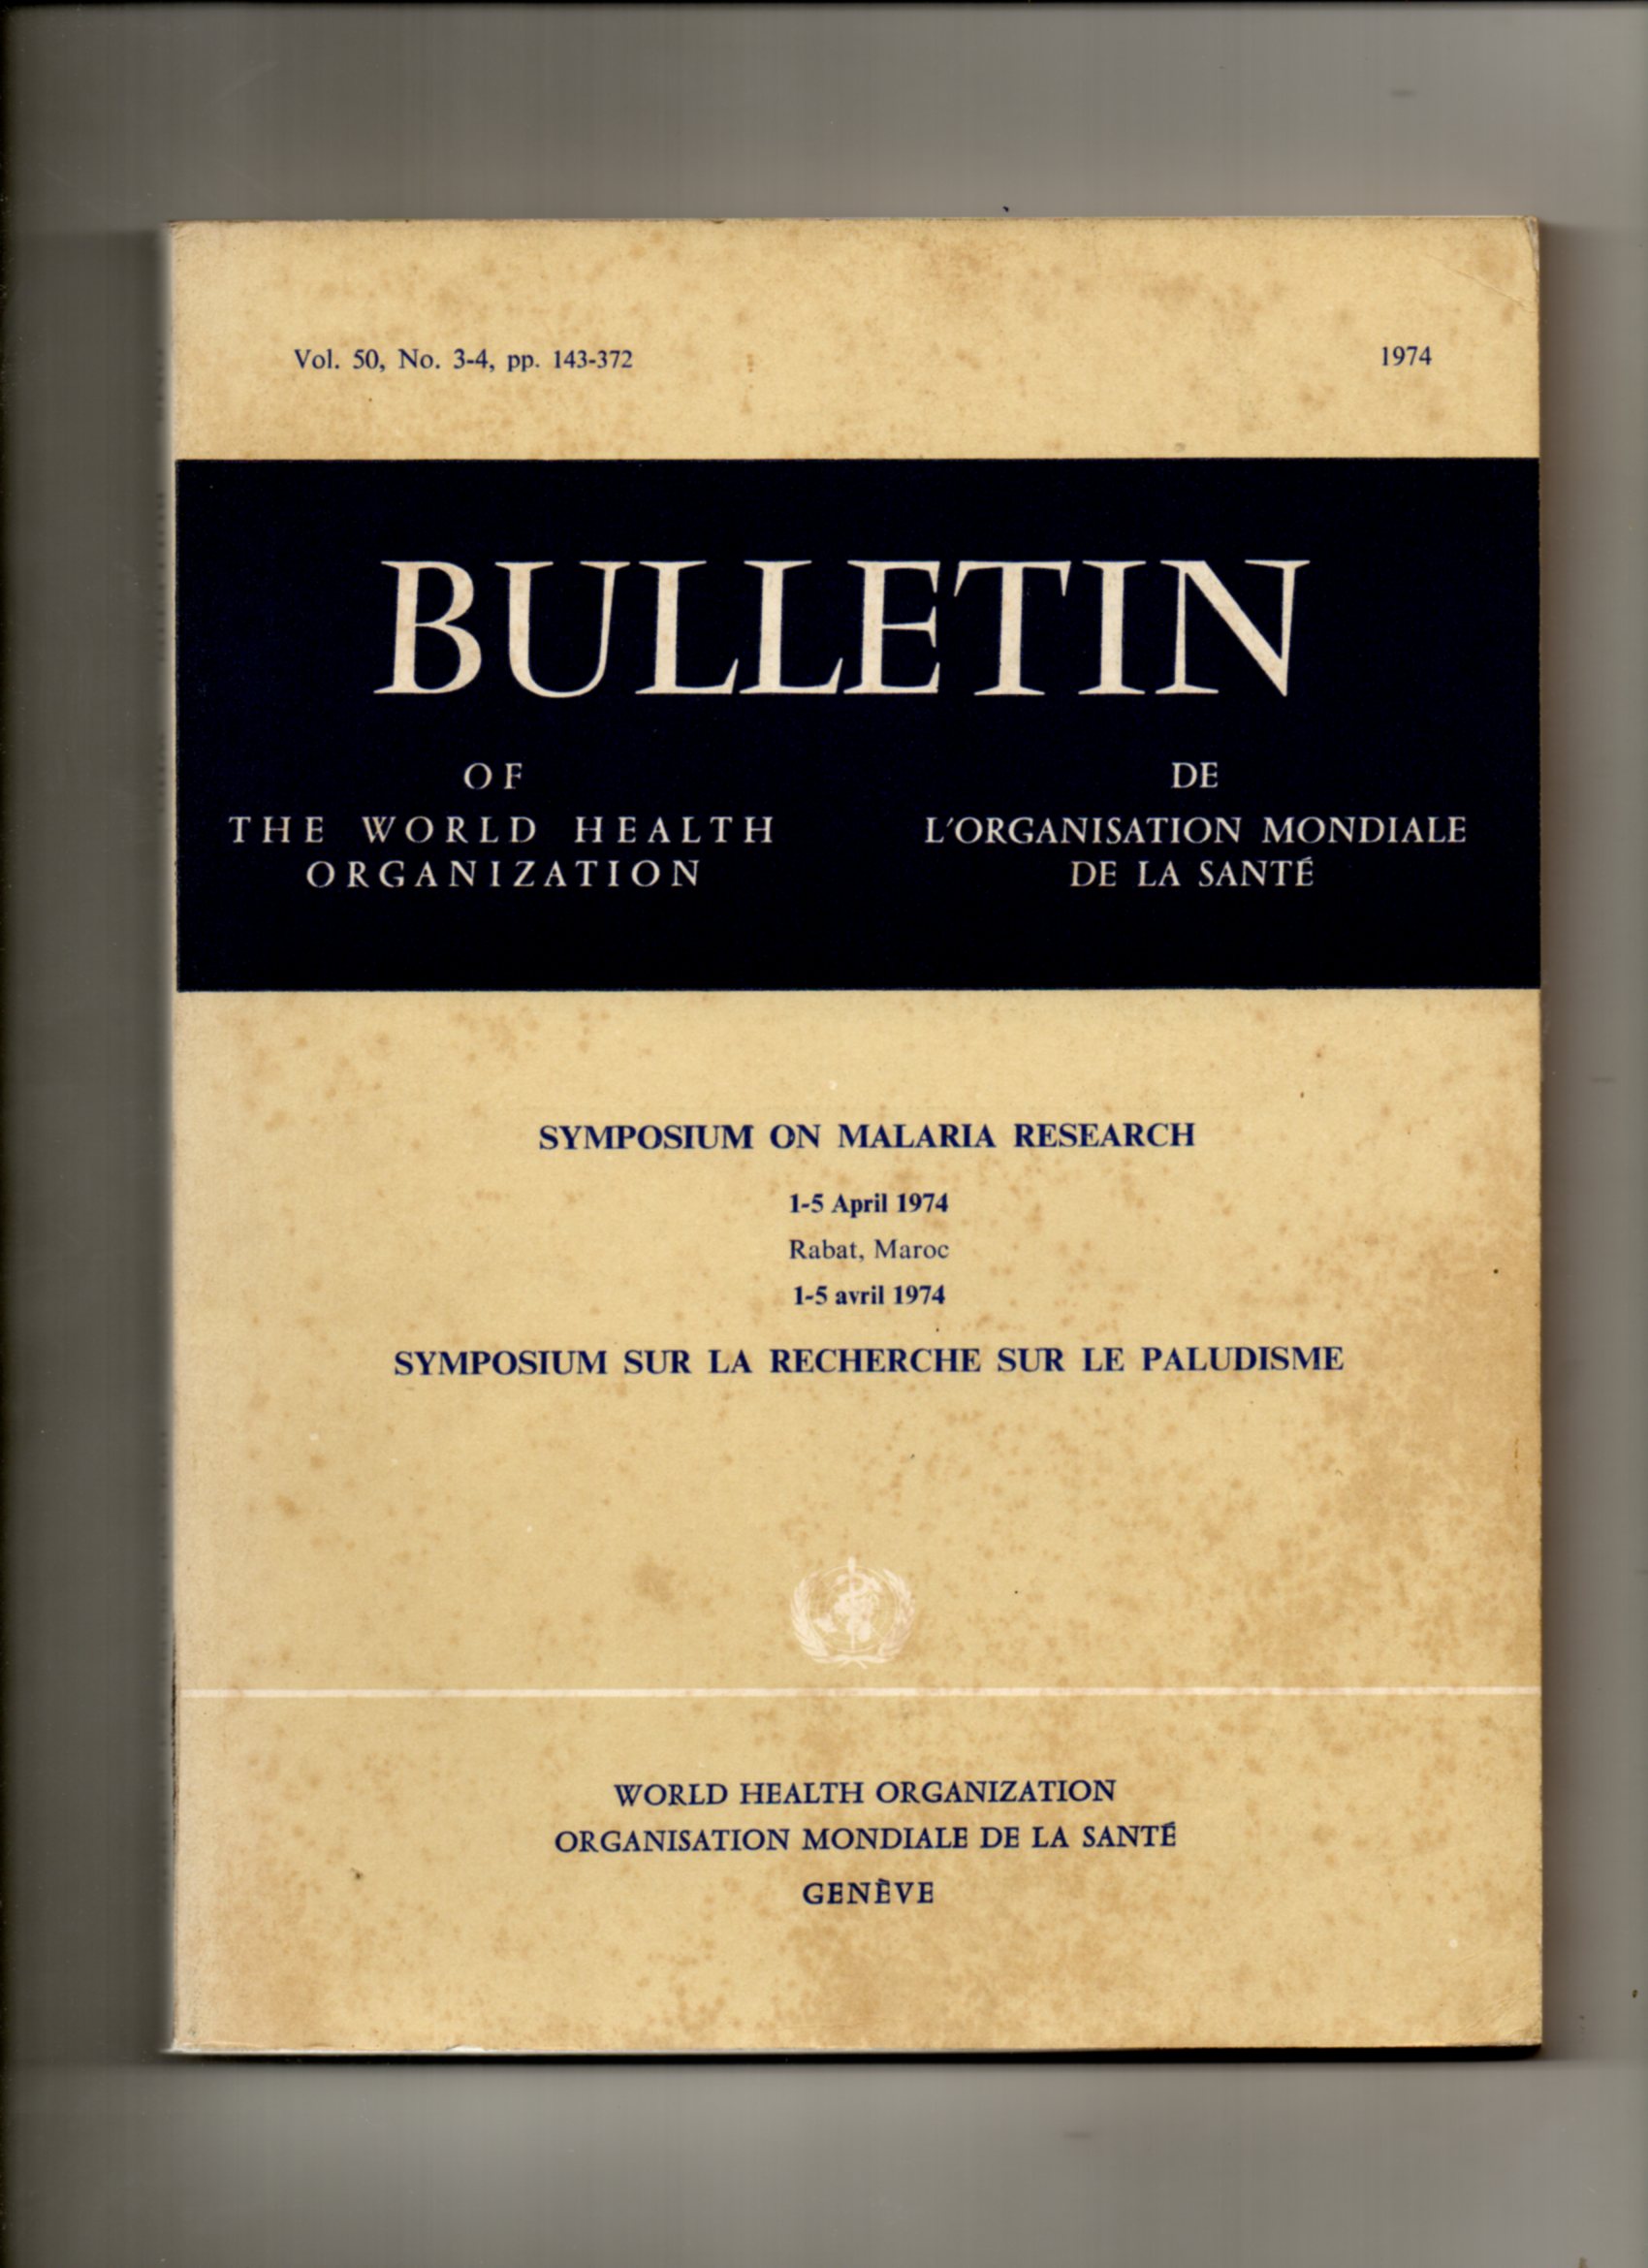 Vol. 50, No. 3-4, pp. 143-372
1974
BULLETIN
OF
THE WORLD HEALTH
ORGANIZATION
DE
L'ORGANISATION MONDIALE
DE LA SANTÉ
SYMPOSIUM ON MALARIA RESEARCH
1-5 April 1974
Rabat, Maroc
1-5 avril 1974
SYMPOSIUM SUR LA RECHERCHE SUR LE PALUDISME
WORLD HEALTH ORGANIZATION
ORGANISATION MONDIALE DE LA SANTÉ
GENÈVE